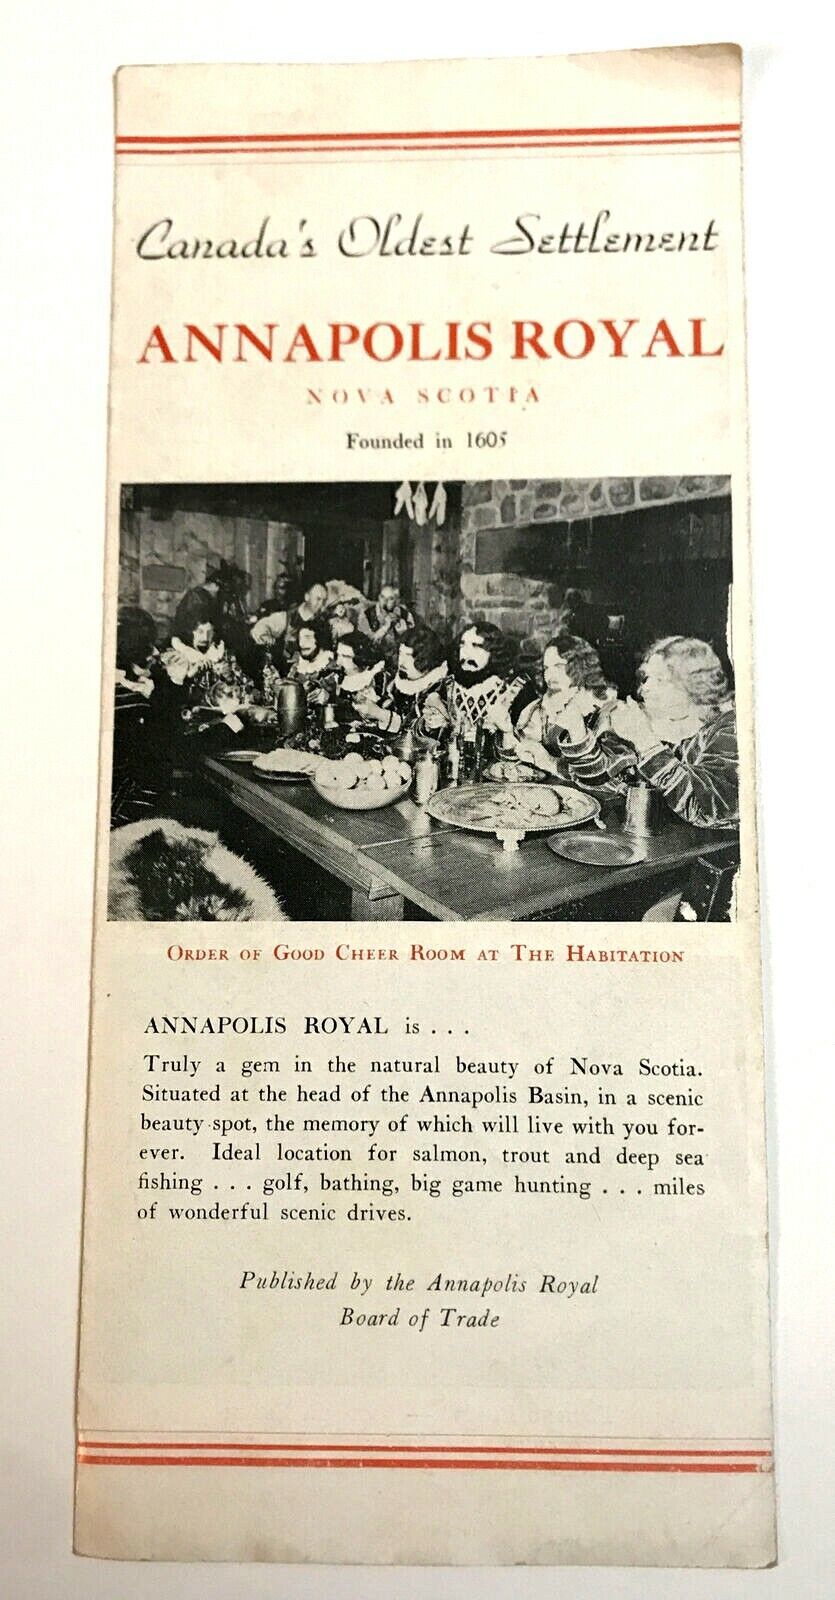 Canada's Oldest Settlement
ANNAPOLIS ROYAL
NOVA SCOTIA
Founded in 1605
ORDER OF GOOD CHEER ROOM AT THE HABITATION
ANNAPOLIS ROYAL is . . .
Truly a gem in the natural beauty of Nova Scotia.
Situated at the head of the Annapolis Basin, in a scenic
beauty spot, the memory of which will live with you for-
ever. Ideal location for salmon, trout and deep sea
fishing . . . golf, bathing, big game hunting . . . miles
of wonderful scenic drives.
Published by the Annapolis Royal
Board of Trade